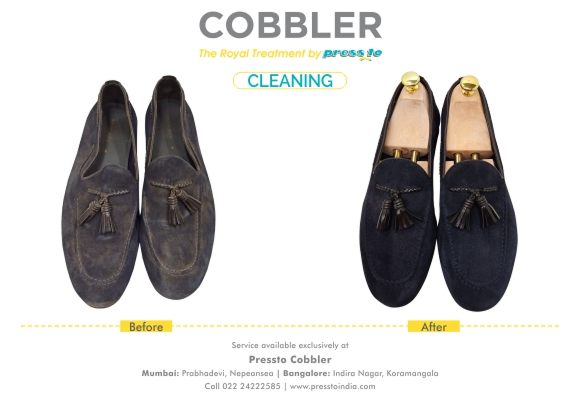 COBBLER
The Royal Treatment by pressto
CLEANING
Before
After
Service available exclusively at
Pressto Cobbler
Mumbai: Prabhadevi, Nepeansea | Bangalore: Indira Nagar, Koramangala
Call 022 24222585 | www.presstoindia.com